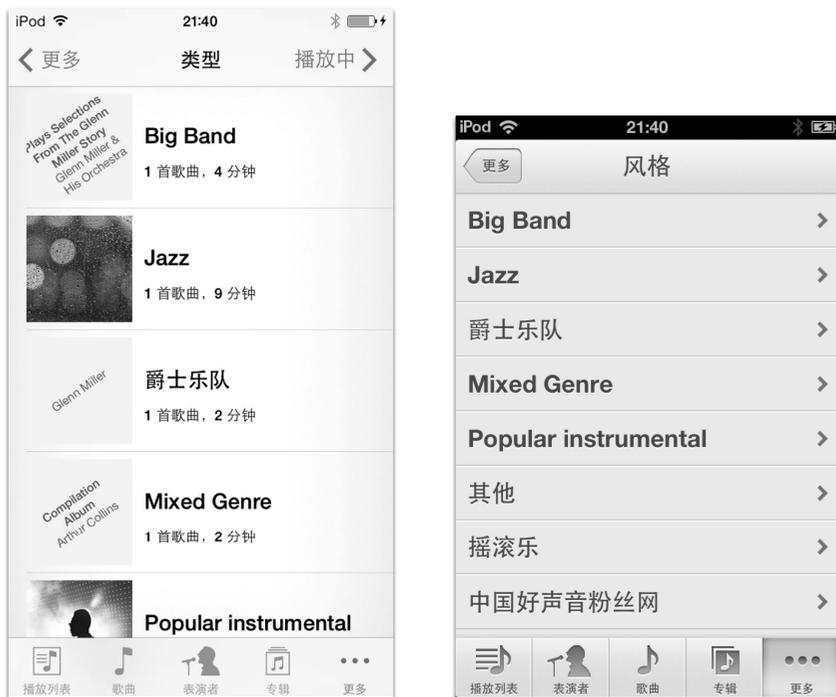 iPod
21:40
更多
类型
播放中
Plays Selections
From The Glenn
Miller Story
Glenn Miller &
His Orchestra
Big Band
1 首歌曲，4 分钟
Jazz
1 首歌曲，9 分钟
Glenn Miller
爵士乐队
1 首歌曲，2 分钟
Compilation
Album
Arthur Collins
Mixed Genre
1 首歌曲，2 分钟
Popular instrumental
播放列表
歌曲
表演者
专辑
更多
iPod
21:40
更多
风格
Big Band
Jazz
爵士乐队
Mixed Genre
Popular instrumental
其他
摇滚乐
中国好声音粉丝网
播放列表
表演者
歌曲
专辑
更多